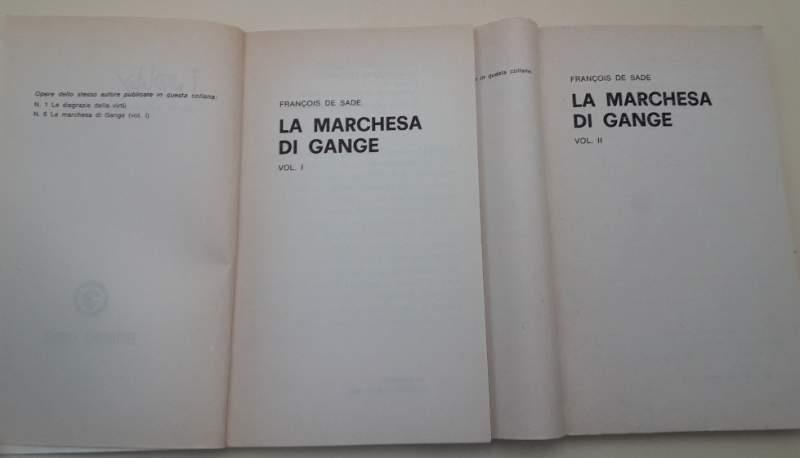 Opere dello stesso autore publicate in questa collana:
N. 1 Le disgrazie della virtù
N. 6 La marchesa di Gange (vol. I)
FRANÇOIS DE SADE
LA MARCHESA
DI GANGE
VOL. I
in questa collana:
FRANÇOIS DE SADE
LA MARCHESA
DI GANGE
VOL. II